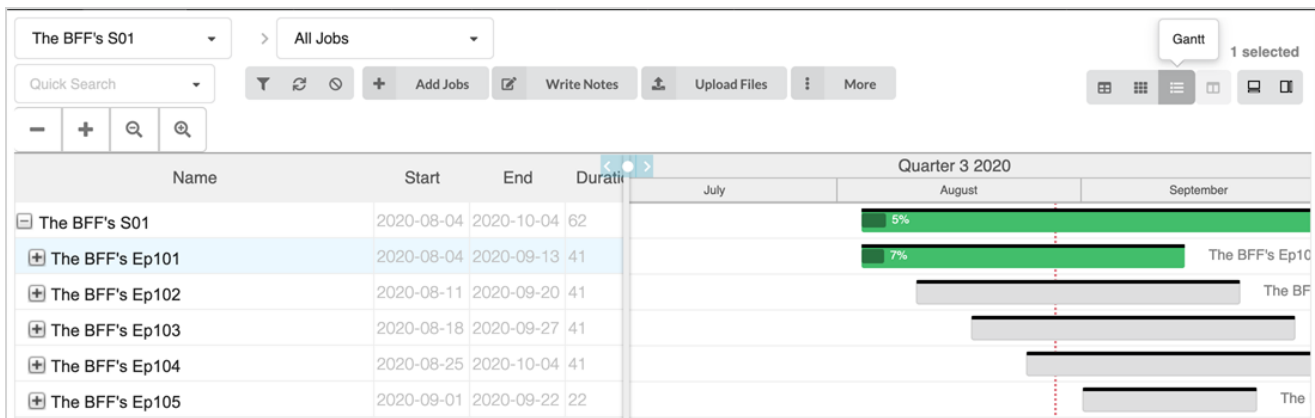 The BFF's S01 > All Jobs Gantt 1 selected
Quick Search Add Jobs Write Notes Upload Files More
Name Start End Duratio Quarter 3 2020
July August September
The BFF's S01 2020-08-04 2020-10-04 62 5%
The BFF's Ep101 2020-08-04 2020-09-13 41 7% The BFF's Ep10
The BFF's Ep102 2020-08-11 2020-09-20 41 The BF
The BFF's Ep103 2020-08-18 2020-09-27 41
The BFF's Ep104 2020-08-25 2020-10-04 41
The BFF's Ep105 2020-09-01 2020-09-22 22 The